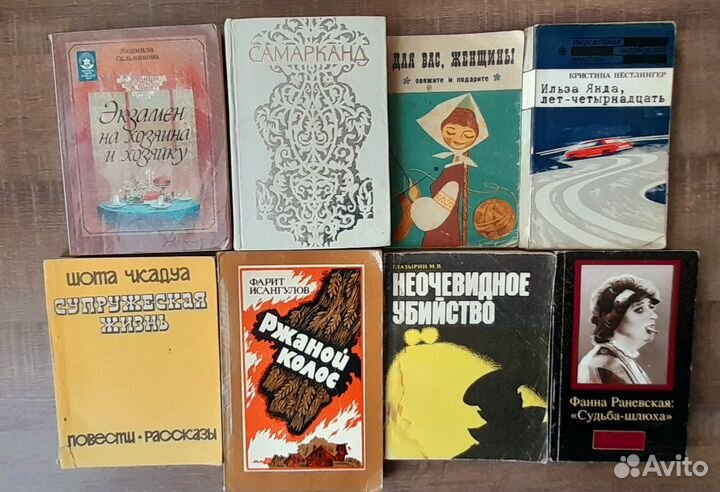 Людмила
Сальникова
Экзамен
на хозяина
и хозяйку
САМАРКАНД
ДЛЯ ВАС, ЖЕНЩИНЫ
свяжите и подарите
КРИСТИНА НЁСТЛИНГЕР
Ильза Янда,
лет-четырнадцать
ШОТА ЧКАДУА
СУПРУЖЕСКАЯ
ЖИЗНЬ
ПОВЕСТИ • РАССКАЗЫ
ФАРИТ
ИСАНГУЛОВ
Ржаной
колос
ГЛАЗЫРИН М.В.
НЕОЧЕВИДНОЕ
УБИЙСТВО
Фаина Раневская:
«Судьба-шлюха»
Avito